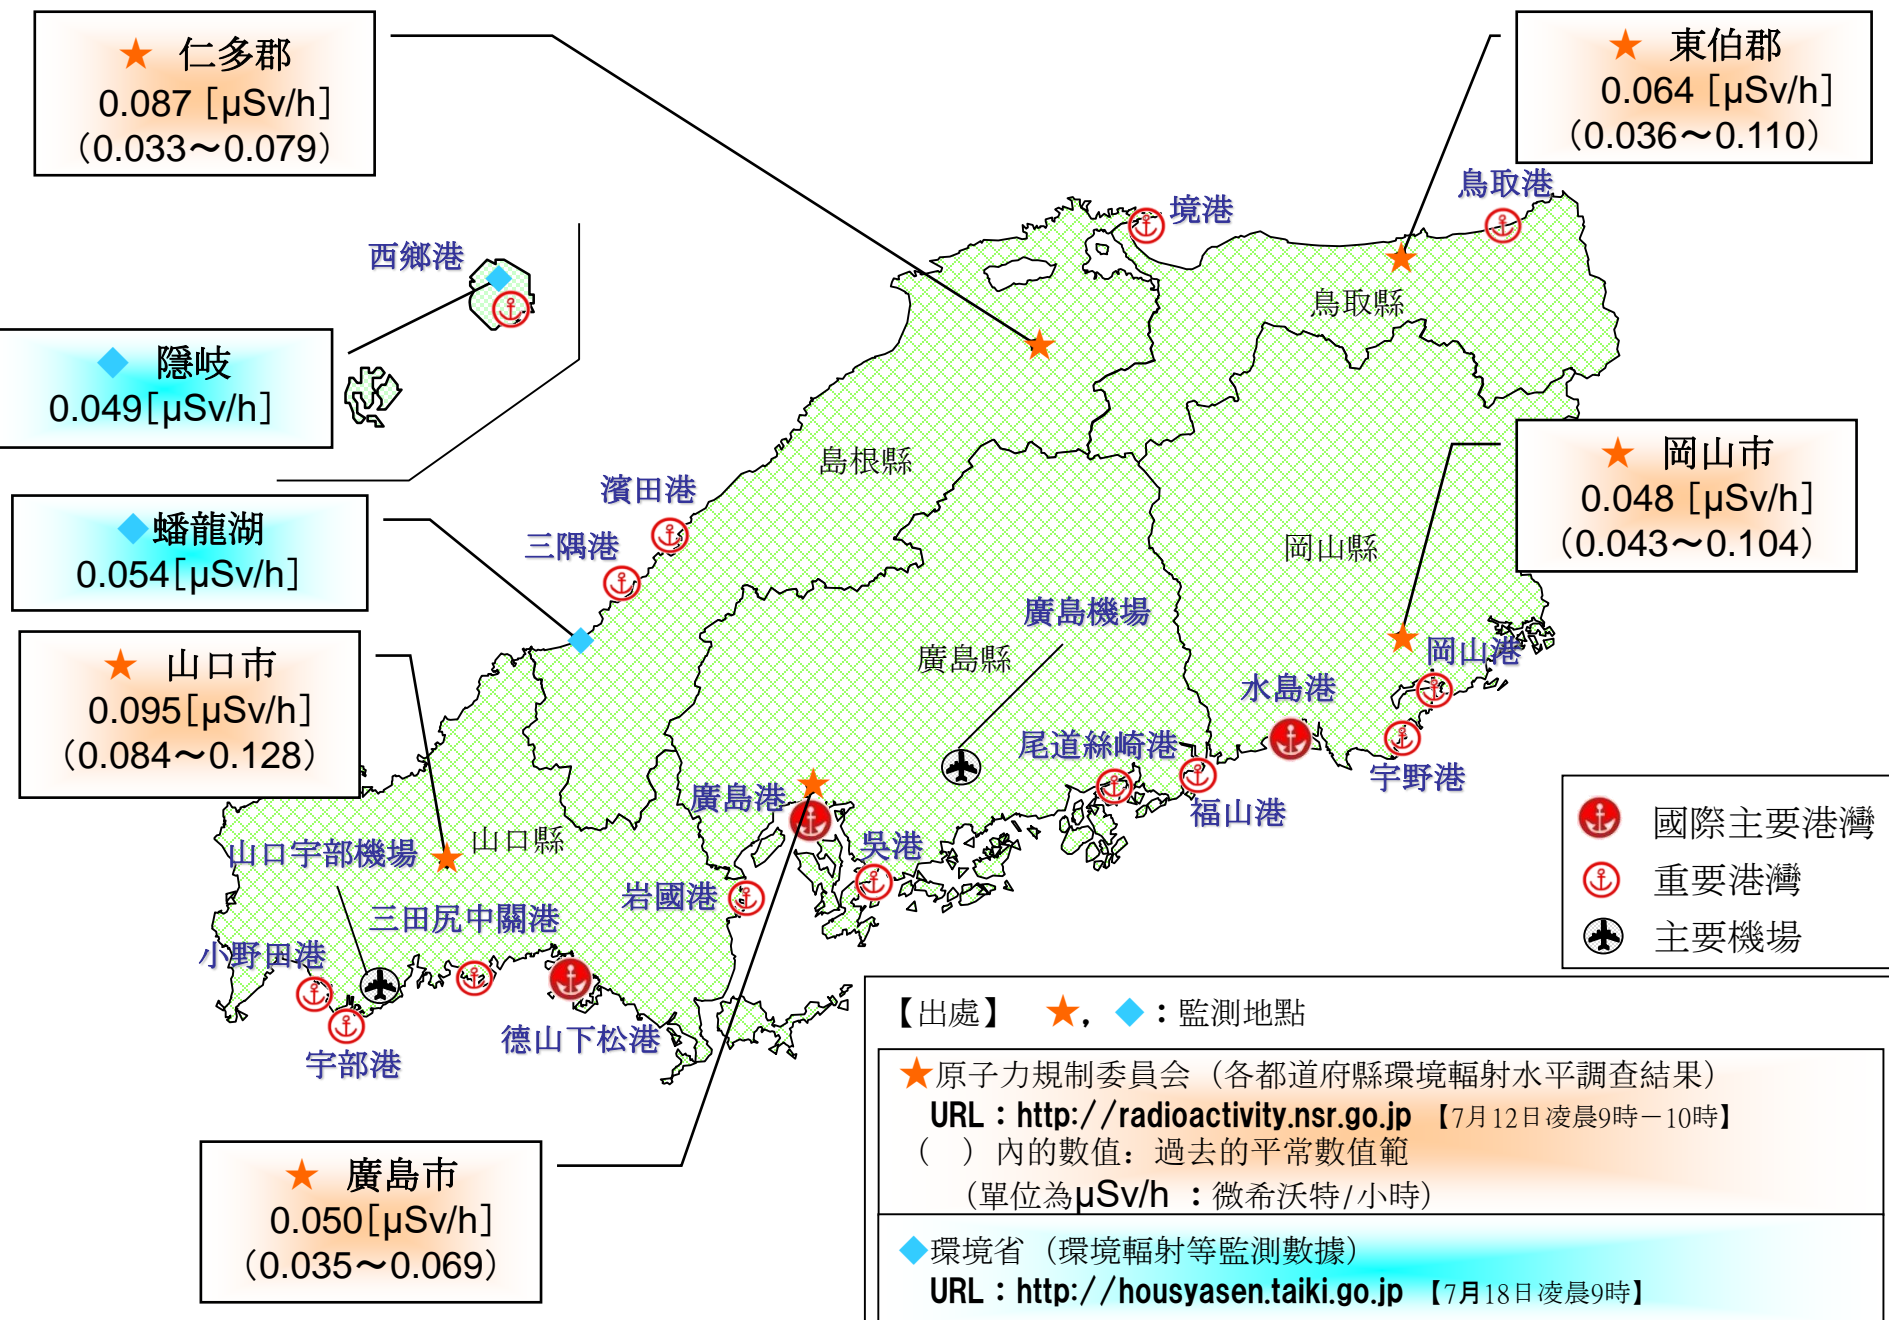 ★ 仁多郡
0.087 [μSv/h]
（0.033～0.079）
★ 東伯郡
0.064 [μSv/h]
（0.036～0.110）
鳥取港
境港
西鄉港
鳥取縣
◆ 隱岐
0.049[μSv/h]
島根縣
★ 岡山市
0.048 [μSv/h]
（0.043～0.104）
濱田港
◆蟠龍湖
0.054[μSv/h]
三隅港
岡山縣
廣島機場
★ 山口市
0.095[μSv/h]
（0.084～0.128）
廣島縣
岡山港
水島港
尾道絲崎港
宇野港
廣島港
福山港
山口縣
山口宇部機場
吳港
岩國港
三田尻中關港
小野田港
德山下松港
宇部港
國際主要港灣
重要港灣
主要機場
★ 廣島市
0.050[μSv/h]
（0.035～0.069）
【出處】 ★，◆：監測地點
★原子力規制委員会（各都道府縣環境輻射水平調查結果）
URL：http://radioactivity.nsr.go.jp 【7月12日凌晨9時－10時】
（ ）內的數值：過去的平常數值範
（單位為μSv/h ：微希沃特/小時）
◆環境省（環境輻射等監測數據）
URL：http://housyasen.taiki.go.jp 【7月18日凌晨9時】